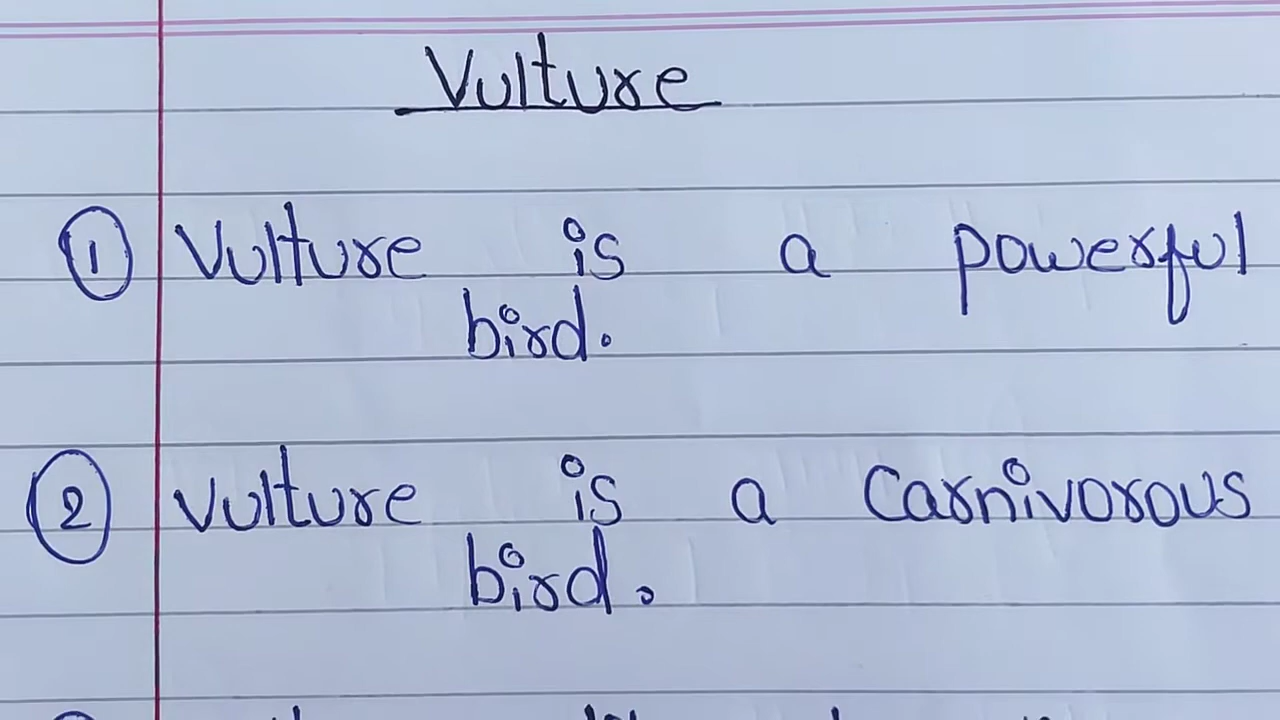 Vulture
1 Vulture is a powerful
bird.
2 Vulture is a Carnivorous
bird.